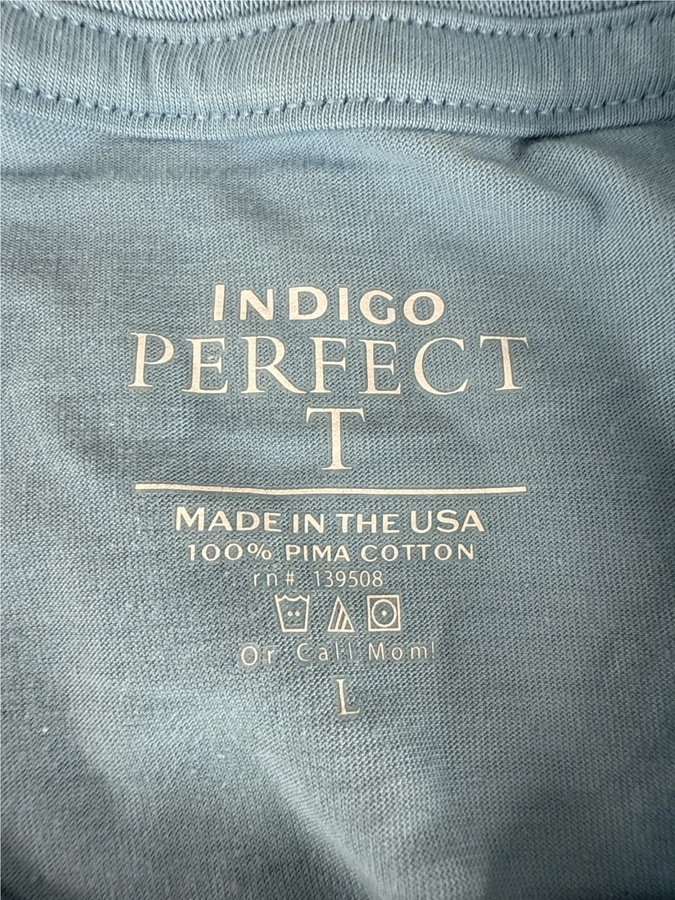 INDIGO
PERFECT
T
MADE IN THE USA
100% PIMA COTTON
rn# 139508
Or Call Mom!
L